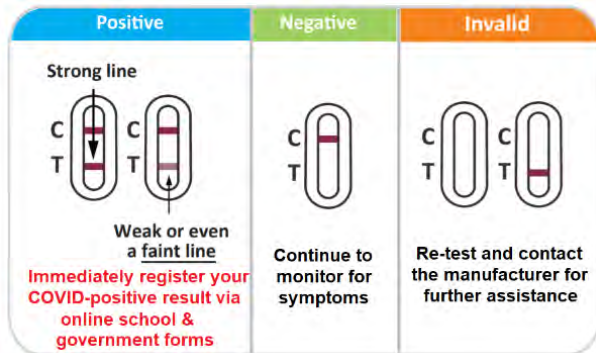 Positive
Strong line
C
T
C
T
Weak or even
a faint line
Immediately register your
COVID-positive result via
online school &
government forms
Negative
C
T
Continue to
monitor for
symptoms
Invalid
C
T
C
T
Re-test and contact
the manufacturer for
further assistance